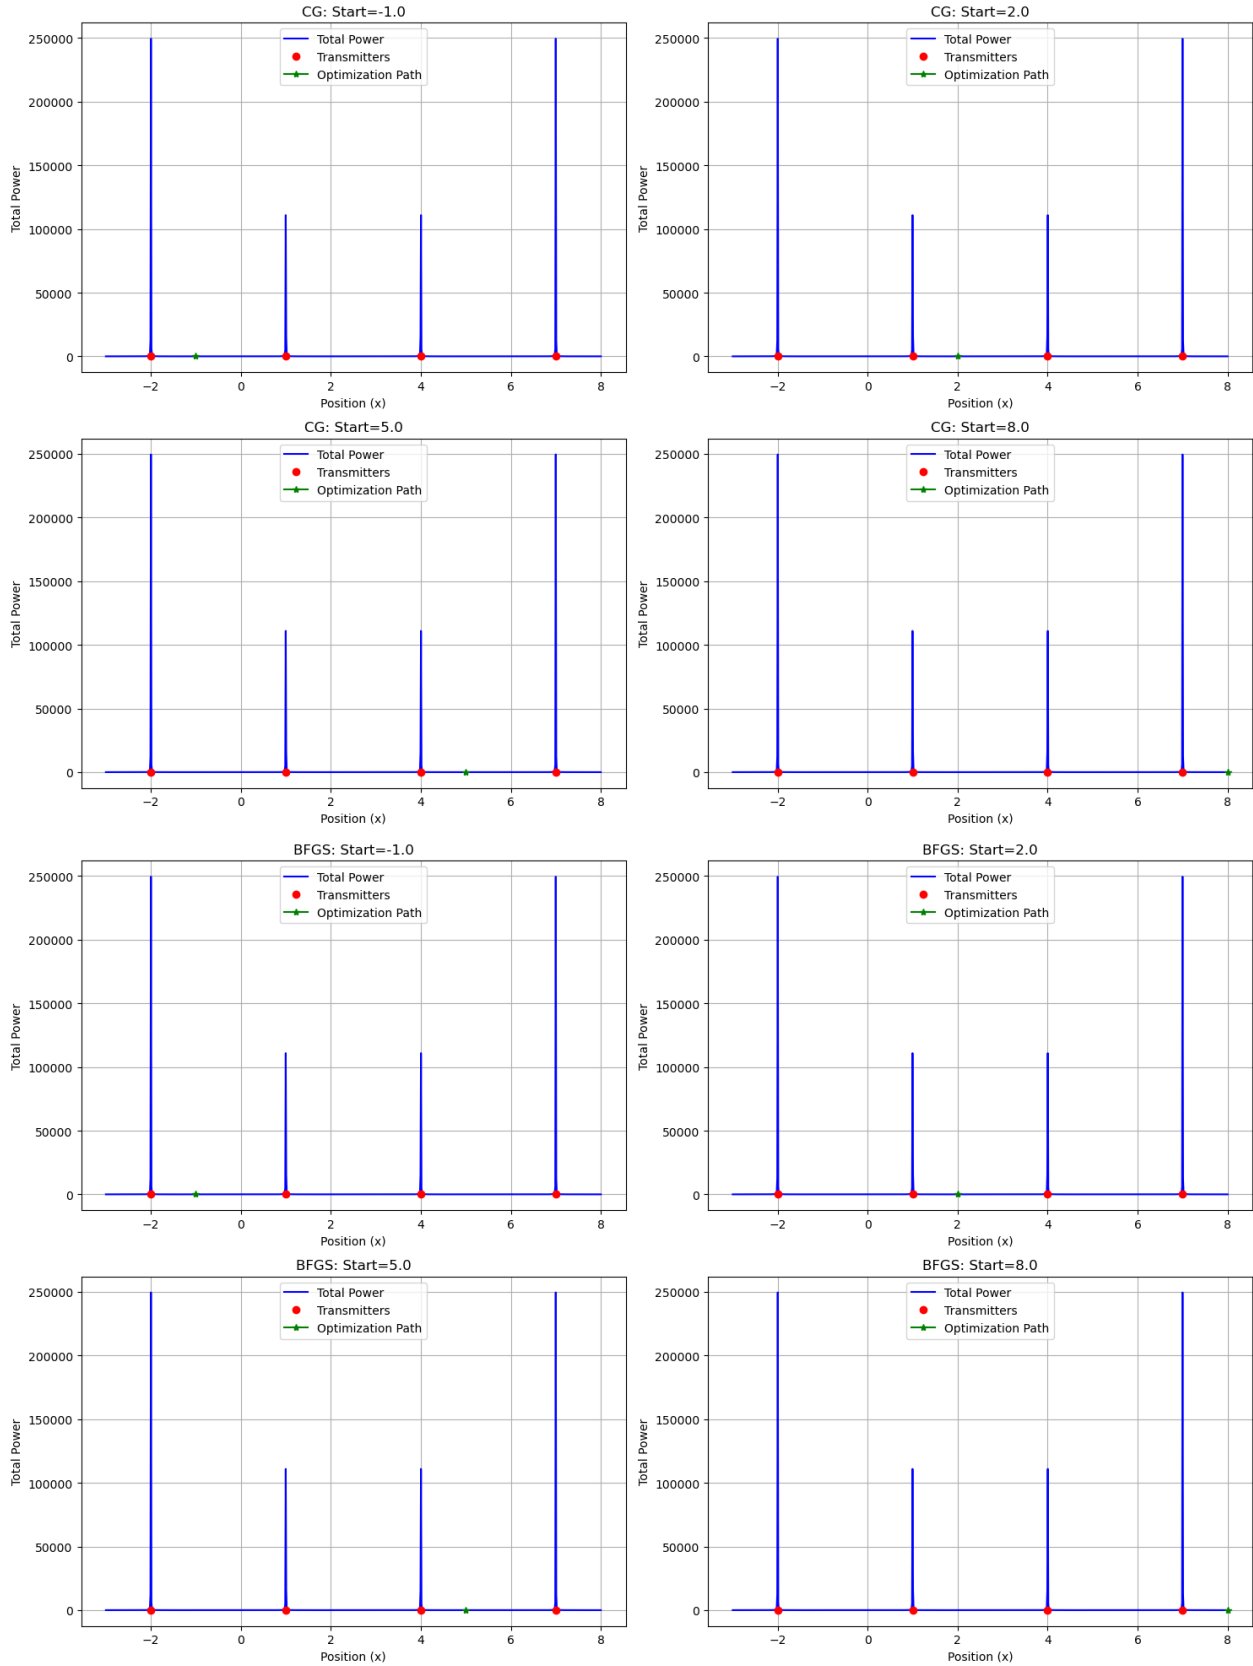 CG: Start=-1.0
Total Power
Transmitters
Optimization Path
250000
200000
150000
100000
50000
0
Total Power
−2 0 2 4 6 8
Position (x)
CG: Start=2.0
Total Power
Transmitters
Optimization Path
250000
200000
150000
100000
50000
0
Total Power
−2 0 2 4 6 8
Position (x)
CG: Start=5.0
Total Power
Transmitters
Optimization Path
250000
200000
150000
100000
50000
0
Total Power
−2 0 2 4 6 8
Position (x)
CG: Start=8.0
Total Power
Transmitters
Optimization Path
250000
200000
150000
100000
50000
0
Total Power
−2 0 2 4 6 8
Position (x)
BFGS: Start=-1.0
Total Power
Transmitters
Optimization Path
250000
200000
150000
100000
50000
0
Total Power
−2 0 2 4 6 8
Position (x)
BFGS: Start=2.0
Total Power
Transmitters
Optimization Path
250000
200000
150000
100000
50000
0
Total Power
−2 0 2 4 6 8
Position (x)
BFGS: Start=5.0
Total Power
Transmitters
Optimization Path
250000
200000
150000
100000
50000
0
Total Power
−2 0 2 4 6 8
Position (x)
BFGS: Start=8.0
Total Power
Transmitters
Optimization Path
250000
200000
150000
100000
50000
0
Total Power
−2 0 2 4 6 8
Position (x)